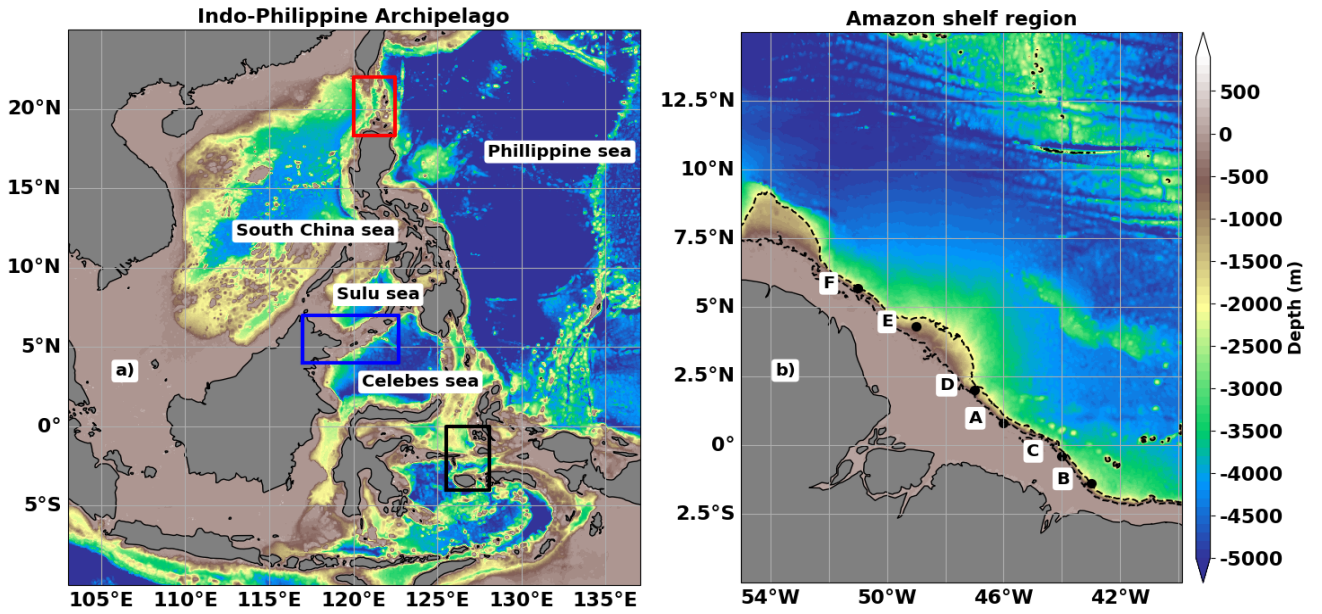 Indo-Philippine Archipelago
20°N
15°N
10°N
5°N
0°
5°S
105°E 110°E 115°E 120°E 125°E 130°E 135°E
Phillippine sea
South China sea
Sulu sea
Celebes sea
a)
Amazon shelf region
12.5°N
10°N
7.5°N
5°N
2.5°N
0°
2.5°S
54°W 50°W 46°W 42°W
F
E
D
A
C
B
b)
500
0
-500
-1000
-1500
-2000
-2500
-3000
-3500
-4000
-4500
-5000
Depth (m)